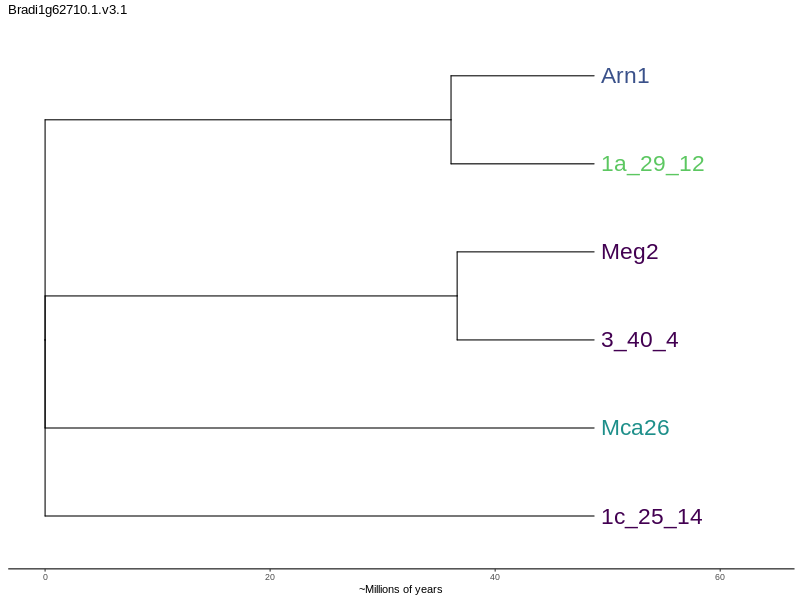 Bradi1g62710.1.v3.1
Arn1
1a_29_12
Meg2
3_40_4
Mca26
1c_25_14
0 20 40 60
~Millions of years